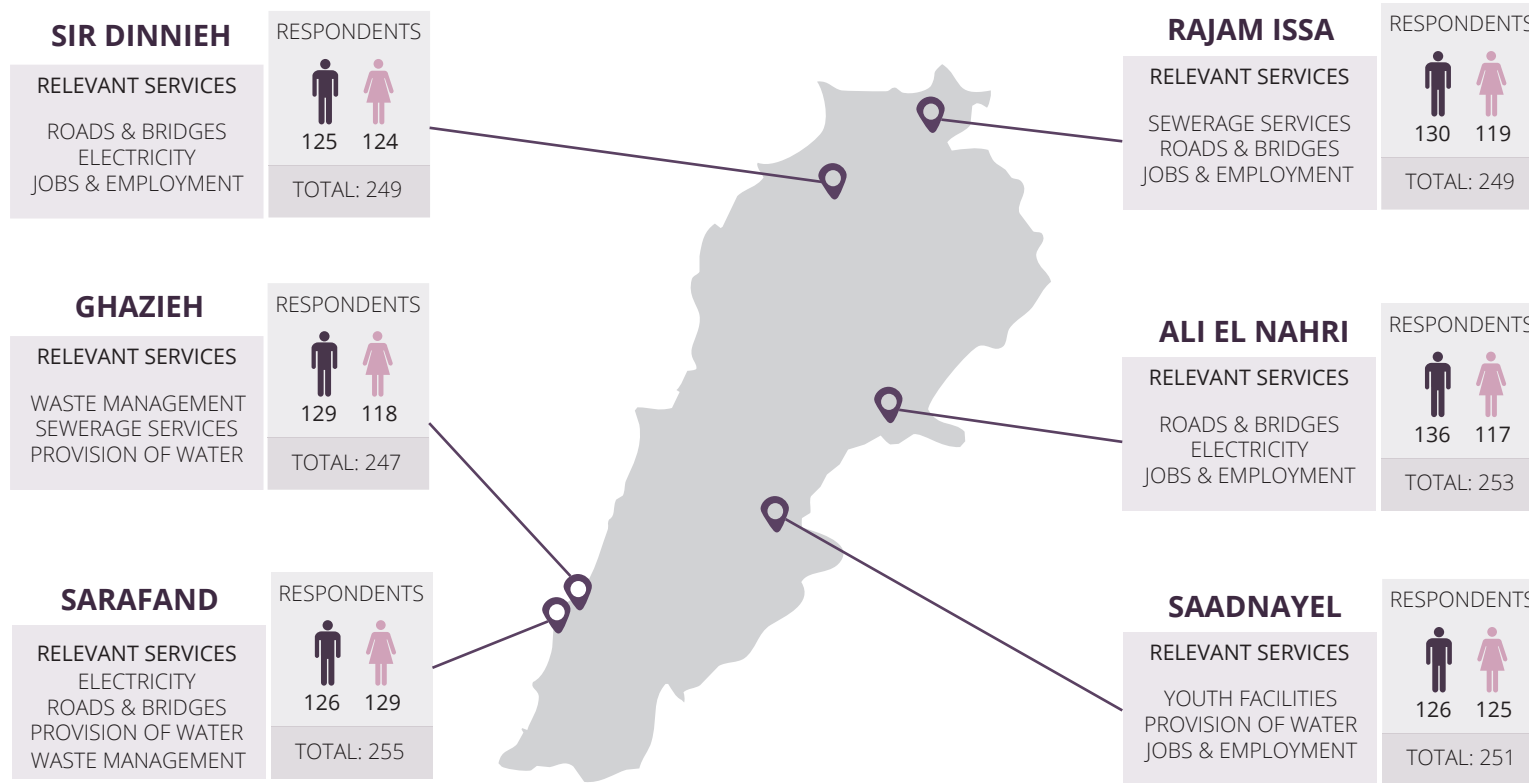 SIR DINNIEH
RELEVANT SERVICES
ROADS & BRIDGES
ELECTRICITY
JOBS & EMPLOYMENT
RESPONDENTS
125 124
TOTAL: 249
GHAZIEH
RELEVANT SERVICES
WASTE MANAGEMENT
SEWERAGE SERVICES
PROVISION OF WATER
RESPONDENTS
129 118
TOTAL: 247
SARAFAND
RELEVANT SERVICES
ELECTRICITY
ROADS & BRIDGES
PROVISION OF WATER
WASTE MANAGEMENT
RESPONDENTS
126 129
TOTAL: 255
RAJAM ISSA
RELEVANT SERVICES
SEWERAGE SERVICES
ROADS & BRIDGES
JOBS & EMPLOYMENT
RESPONDENTS
130 119
TOTAL: 249
ALI EL NAHRI
RELEVANT SERVICES
ROADS & BRIDGES
ELECTRICITY
JOBS & EMPLOYMENT
RESPONDENTS
136 117
TOTAL: 253
SAADNAYEL
RELEVANT SERVICES
YOUTH FACILITIES
PROVISION OF WATER
JOBS & EMPLOYMENT
RESPONDENTS
126 125
TOTAL: 251